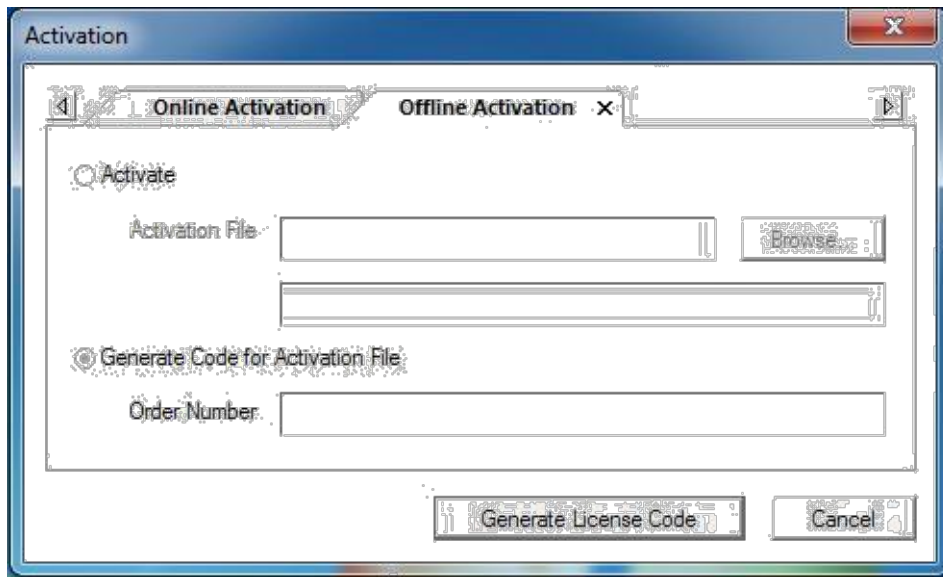 Activation
Online Activation Offline Activation
Activate
Activation File Browse...
Generate Code for Activation File
Order Number
Generate License Code Cancel